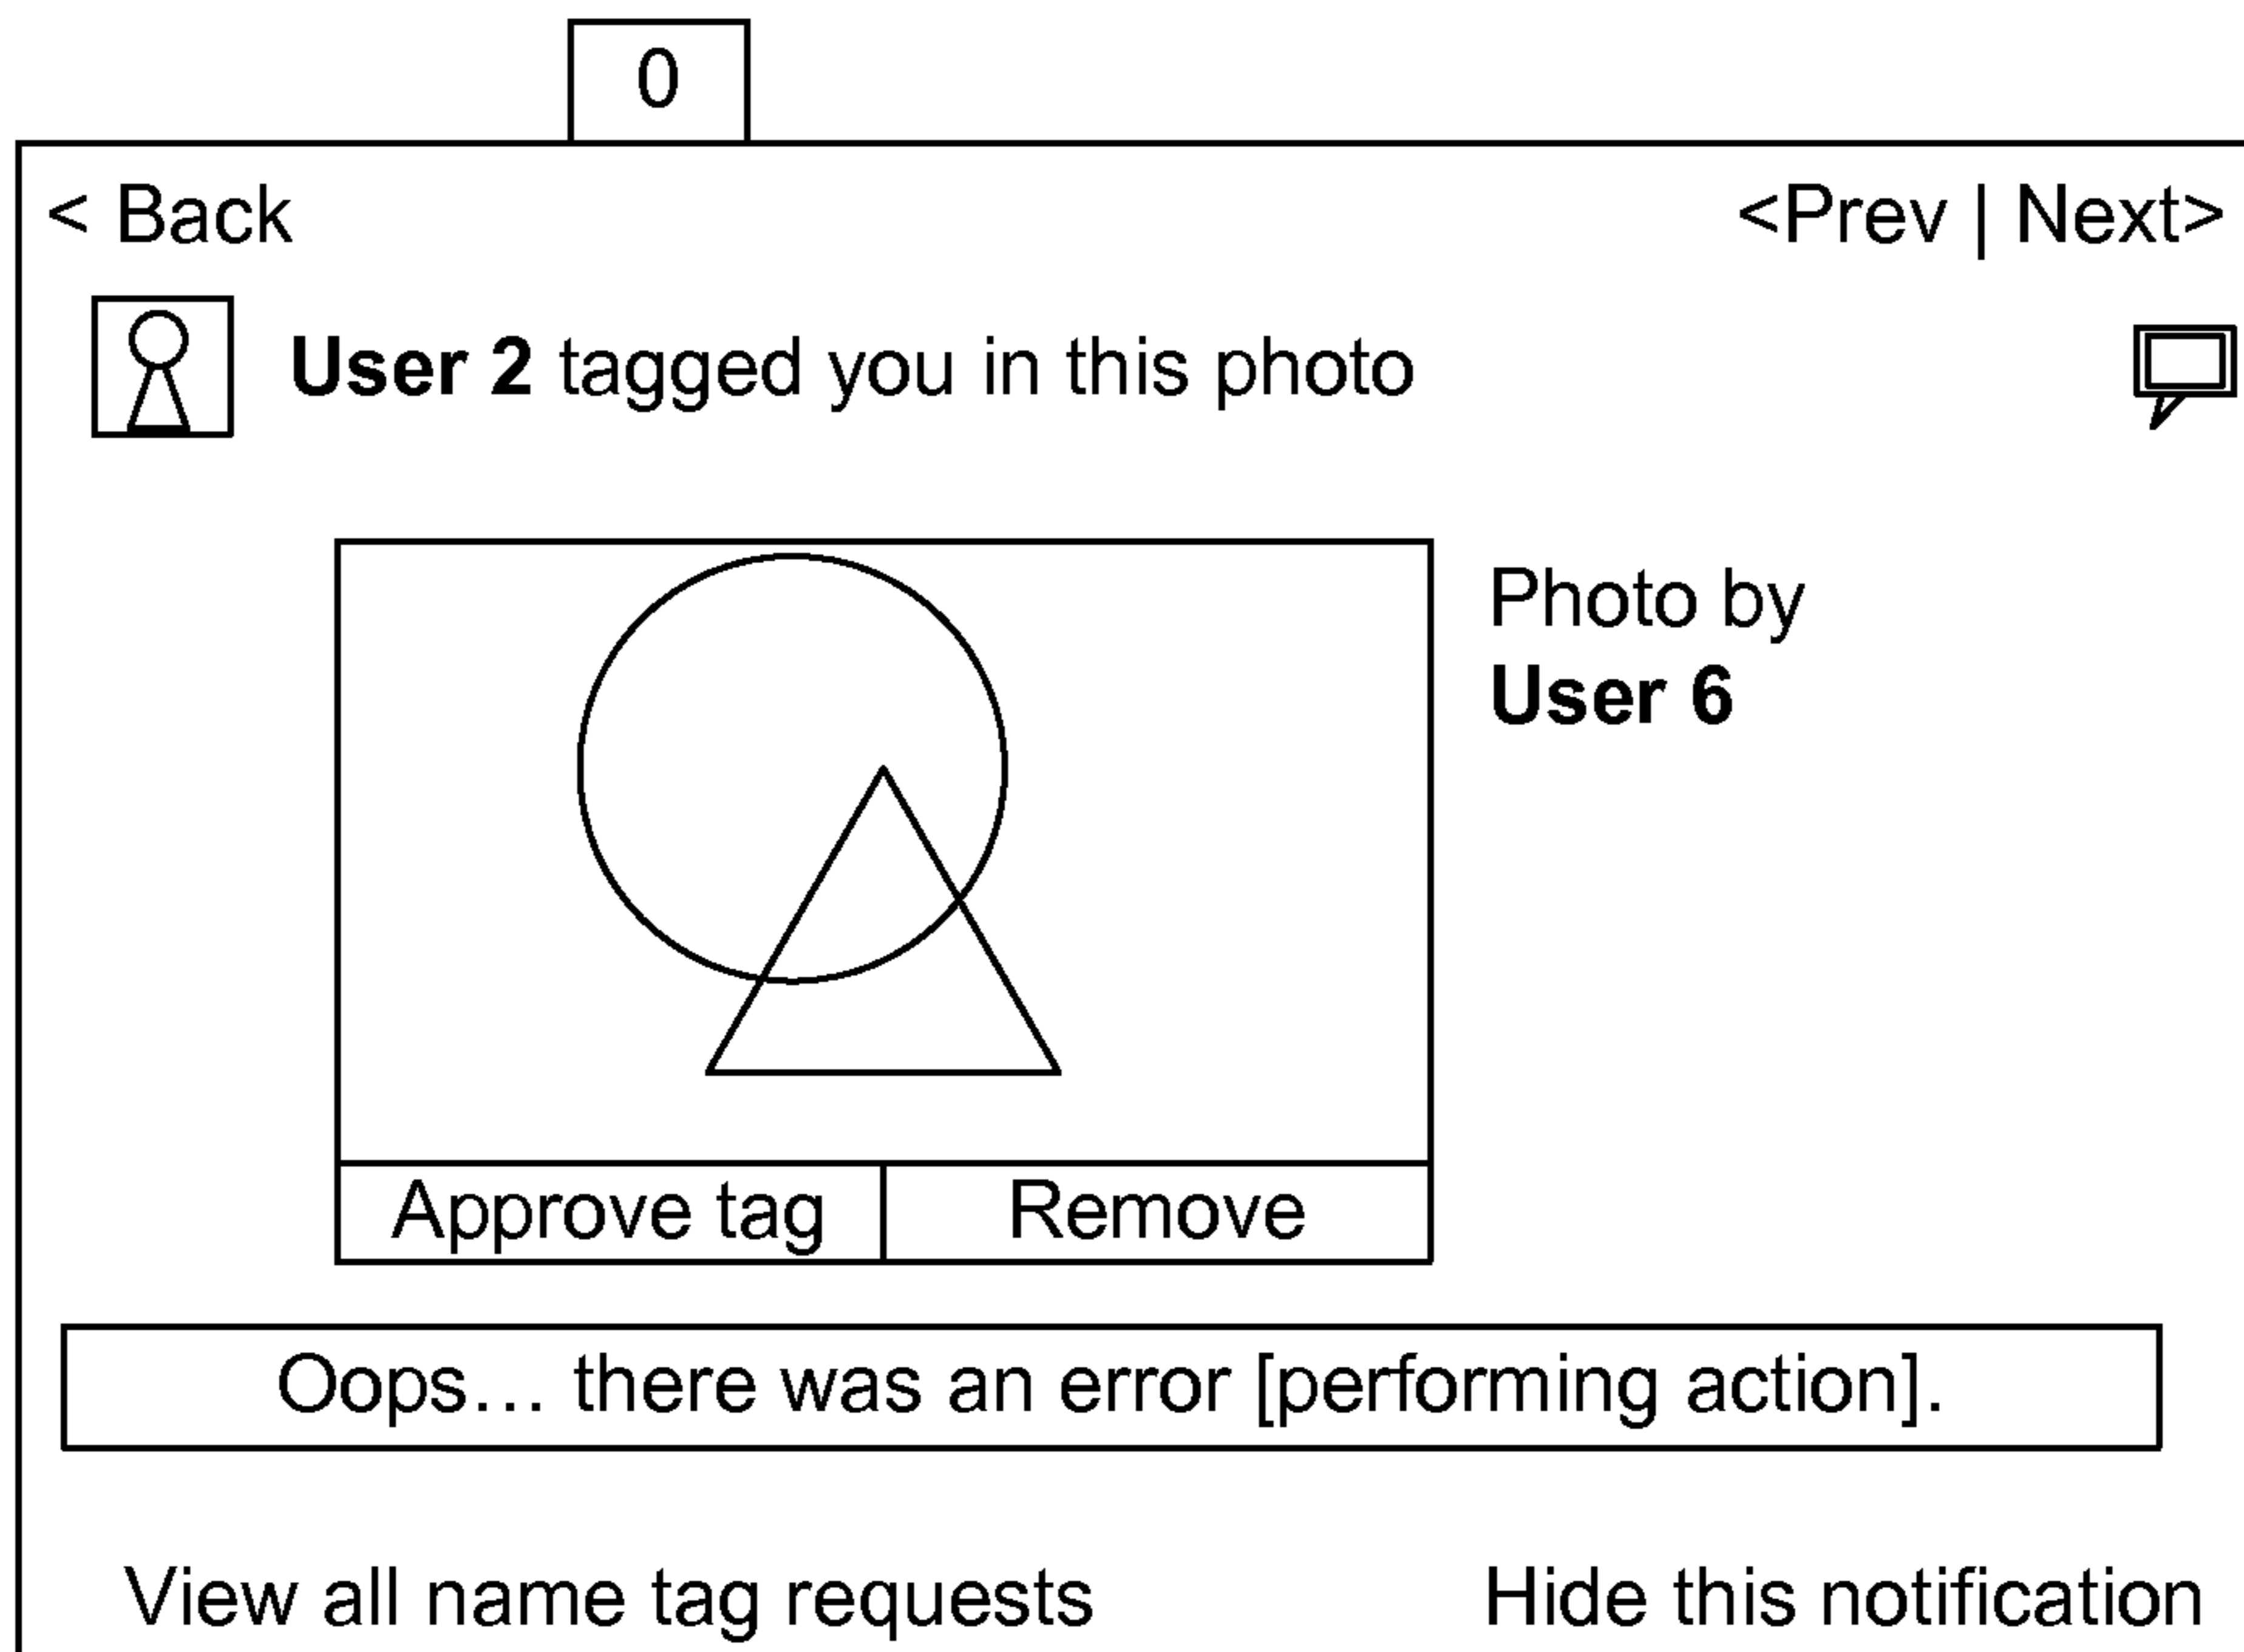 0
< Back
<Prev | Next>
User 2 tagged you in this photo
Photo by
User 6
Approve tag
Remove
Oops... there was an error [performing action].
View all name tag requests
Hide this notification